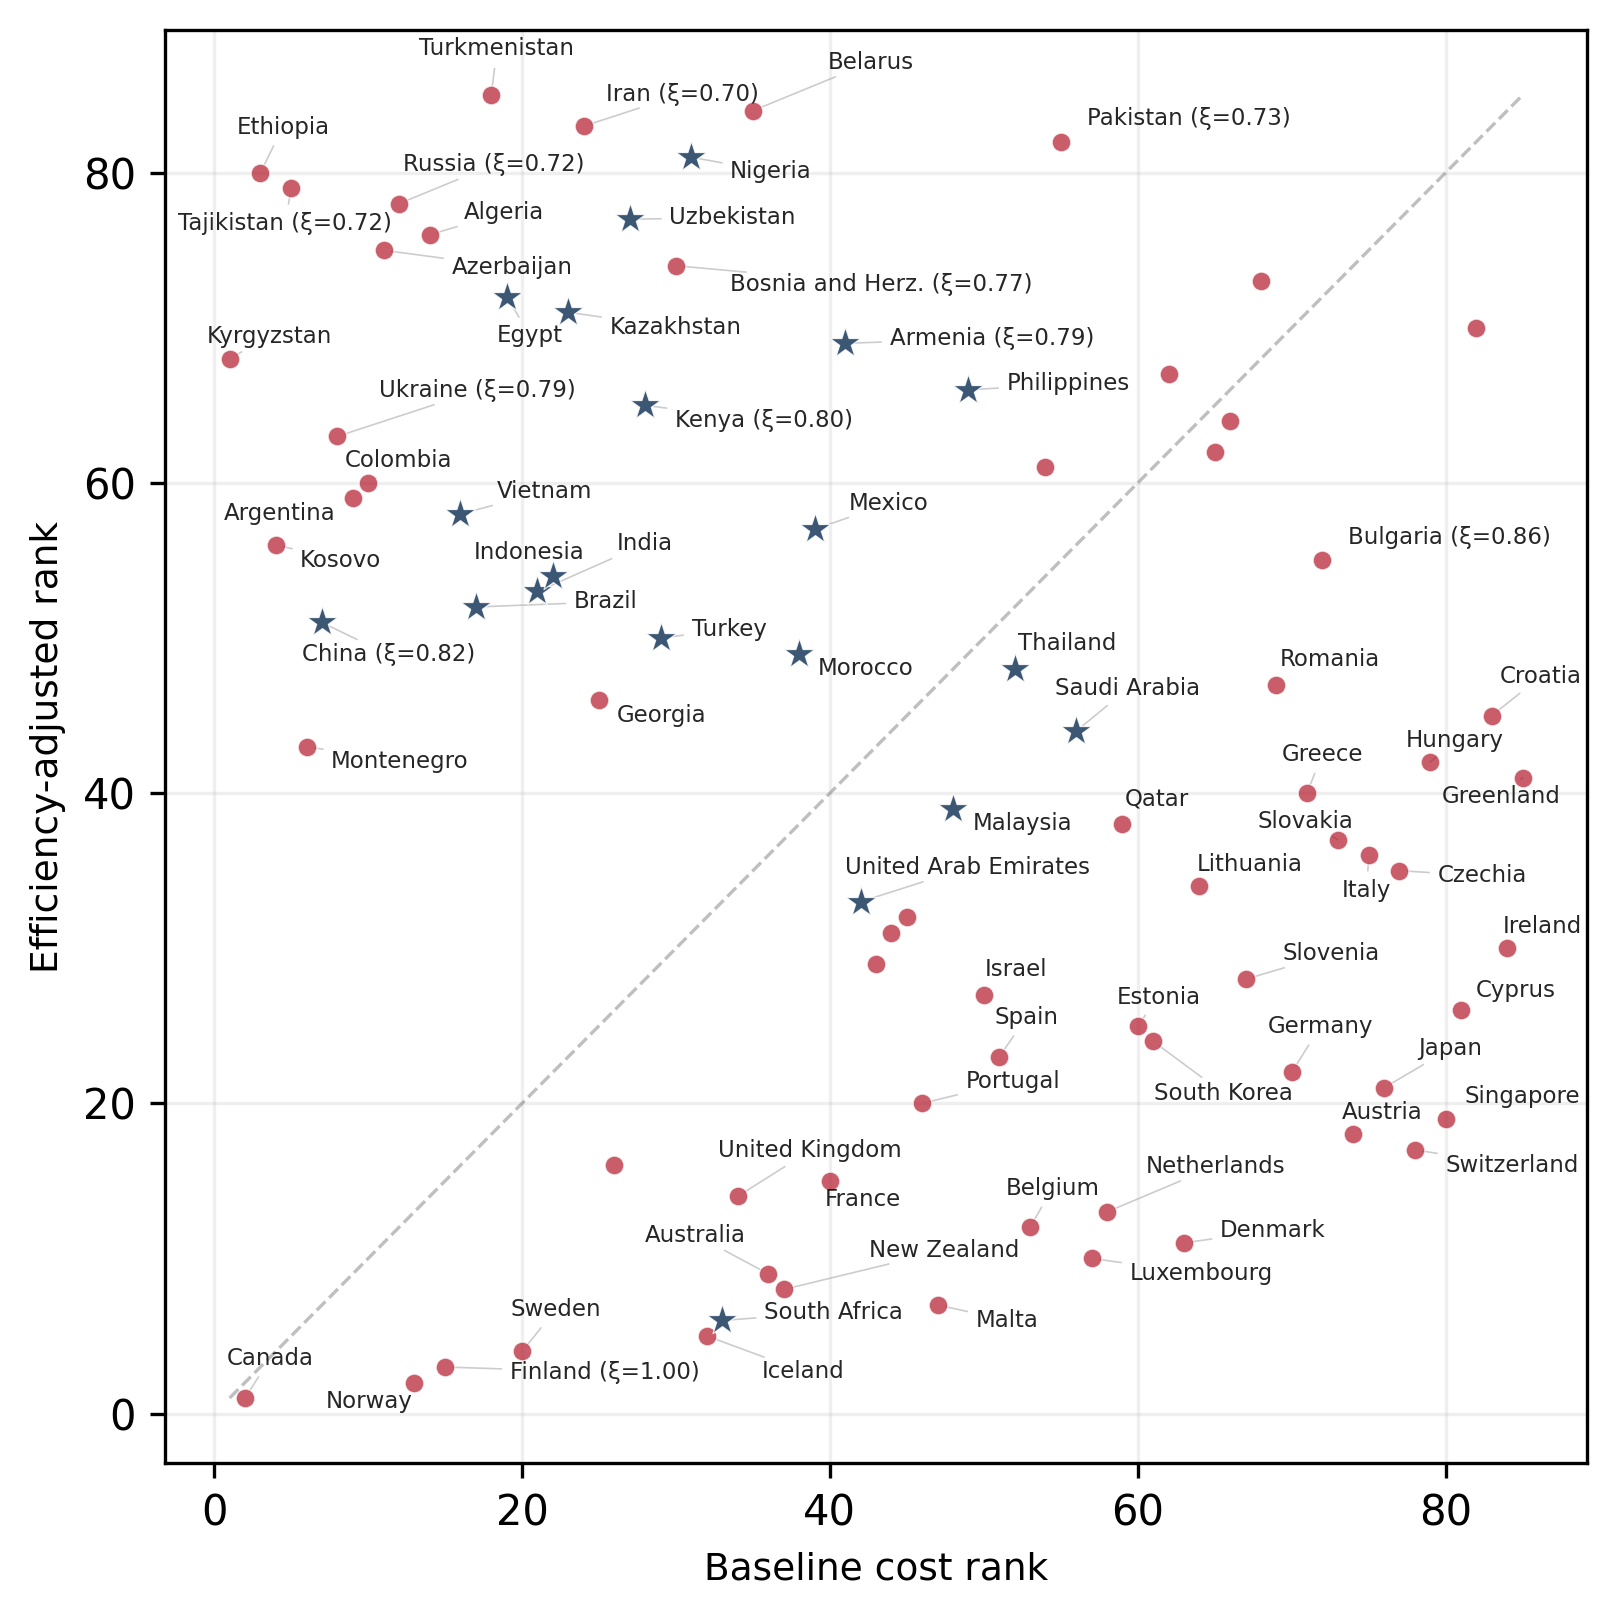 Turkmenistan
Belarus
Iran (ξ=0.70)
Pakistan (ξ=0.73)
Ethiopia
Russia (ξ=0.72)
Nigeria
80
Algeria
Uzbekistan
Tajikistan (ξ=0.72)
Azerbaijan
Bosnia and Herz. (ξ=0.77)
Kazakhstan
Egypt
Kyrgyzstan
Armenia (ξ=0.79)
Philippines
Ukraine (ξ=0.79)
Kenya (ξ=0.80)
Colombia
60
Vietnam
Mexico
Argentina
Bulgaria (ξ=0.86)
India
Indonesia
Kosovo
Brazil
Turkey
Thailand
China (ξ=0.82)
Morocco
Romania
Croatia
Saudi Arabia
Georgia
Hungary
Greece
Montenegro
40
Qatar
Greenland
Malaysia
Slovakia
United Arab Emirates
Lithuania
Czechia
Italy
Ireland
Slovenia
Israel
Cyprus
Estonia
Spain
Germany
Japan
Portugal
South Korea
Singapore
20
Austria
United Kingdom
Netherlands
Switzerland
Belgium
France
Australia
Denmark
New Zealand
Luxembourg
Sweden
South Africa
Malta
Canada
Finland (ξ=1.00)
Iceland
Norway
0
0 20 40 60 80
Baseline cost rank
Efficiency-adjusted rank